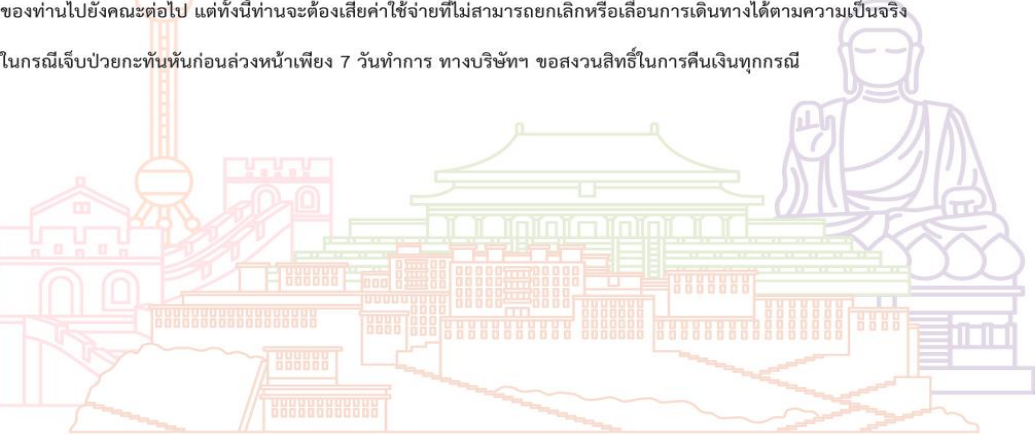 ของท่านไปยังคณะต่อไป แต่ทั้งนี้ท่านจะต้องเสียค่าใช้จ่ายที่ไม่สามารถยกเลิกหรือเลื่อนการเดินทางได้ตามความเป็นจริง
ในกรณีเจ็บป่วยกะทันหันก่อนล่วงหน้าเพียง 7 วันทำการ ทางบริษัทฯ ขอสงวนสิทธิ์ในการคืนเงินทุกกรณี